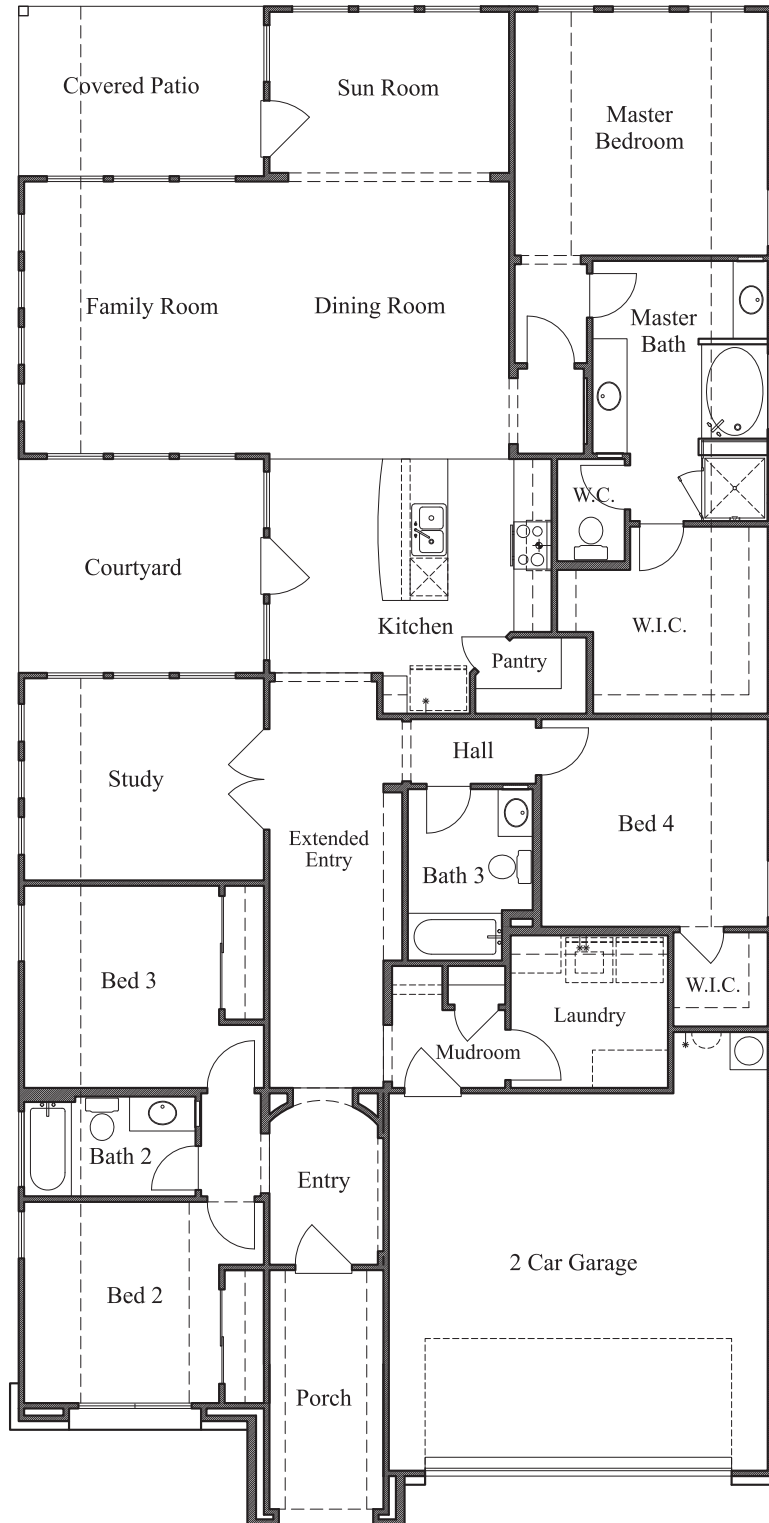 Covered Patio
Sun Room
Master
Bedroom
Family Room
Dining Room
Master
Bath
W.C.
Courtyard
Kitchen
W.I.C.
Pantry
Hall
Study
Extended
Entry
Bed 4
Bath 3
Bed 3
W.I.C.
Laundry
Mudroom
Bath 2
Entry
2 Car Garage
Bed 2
Porch